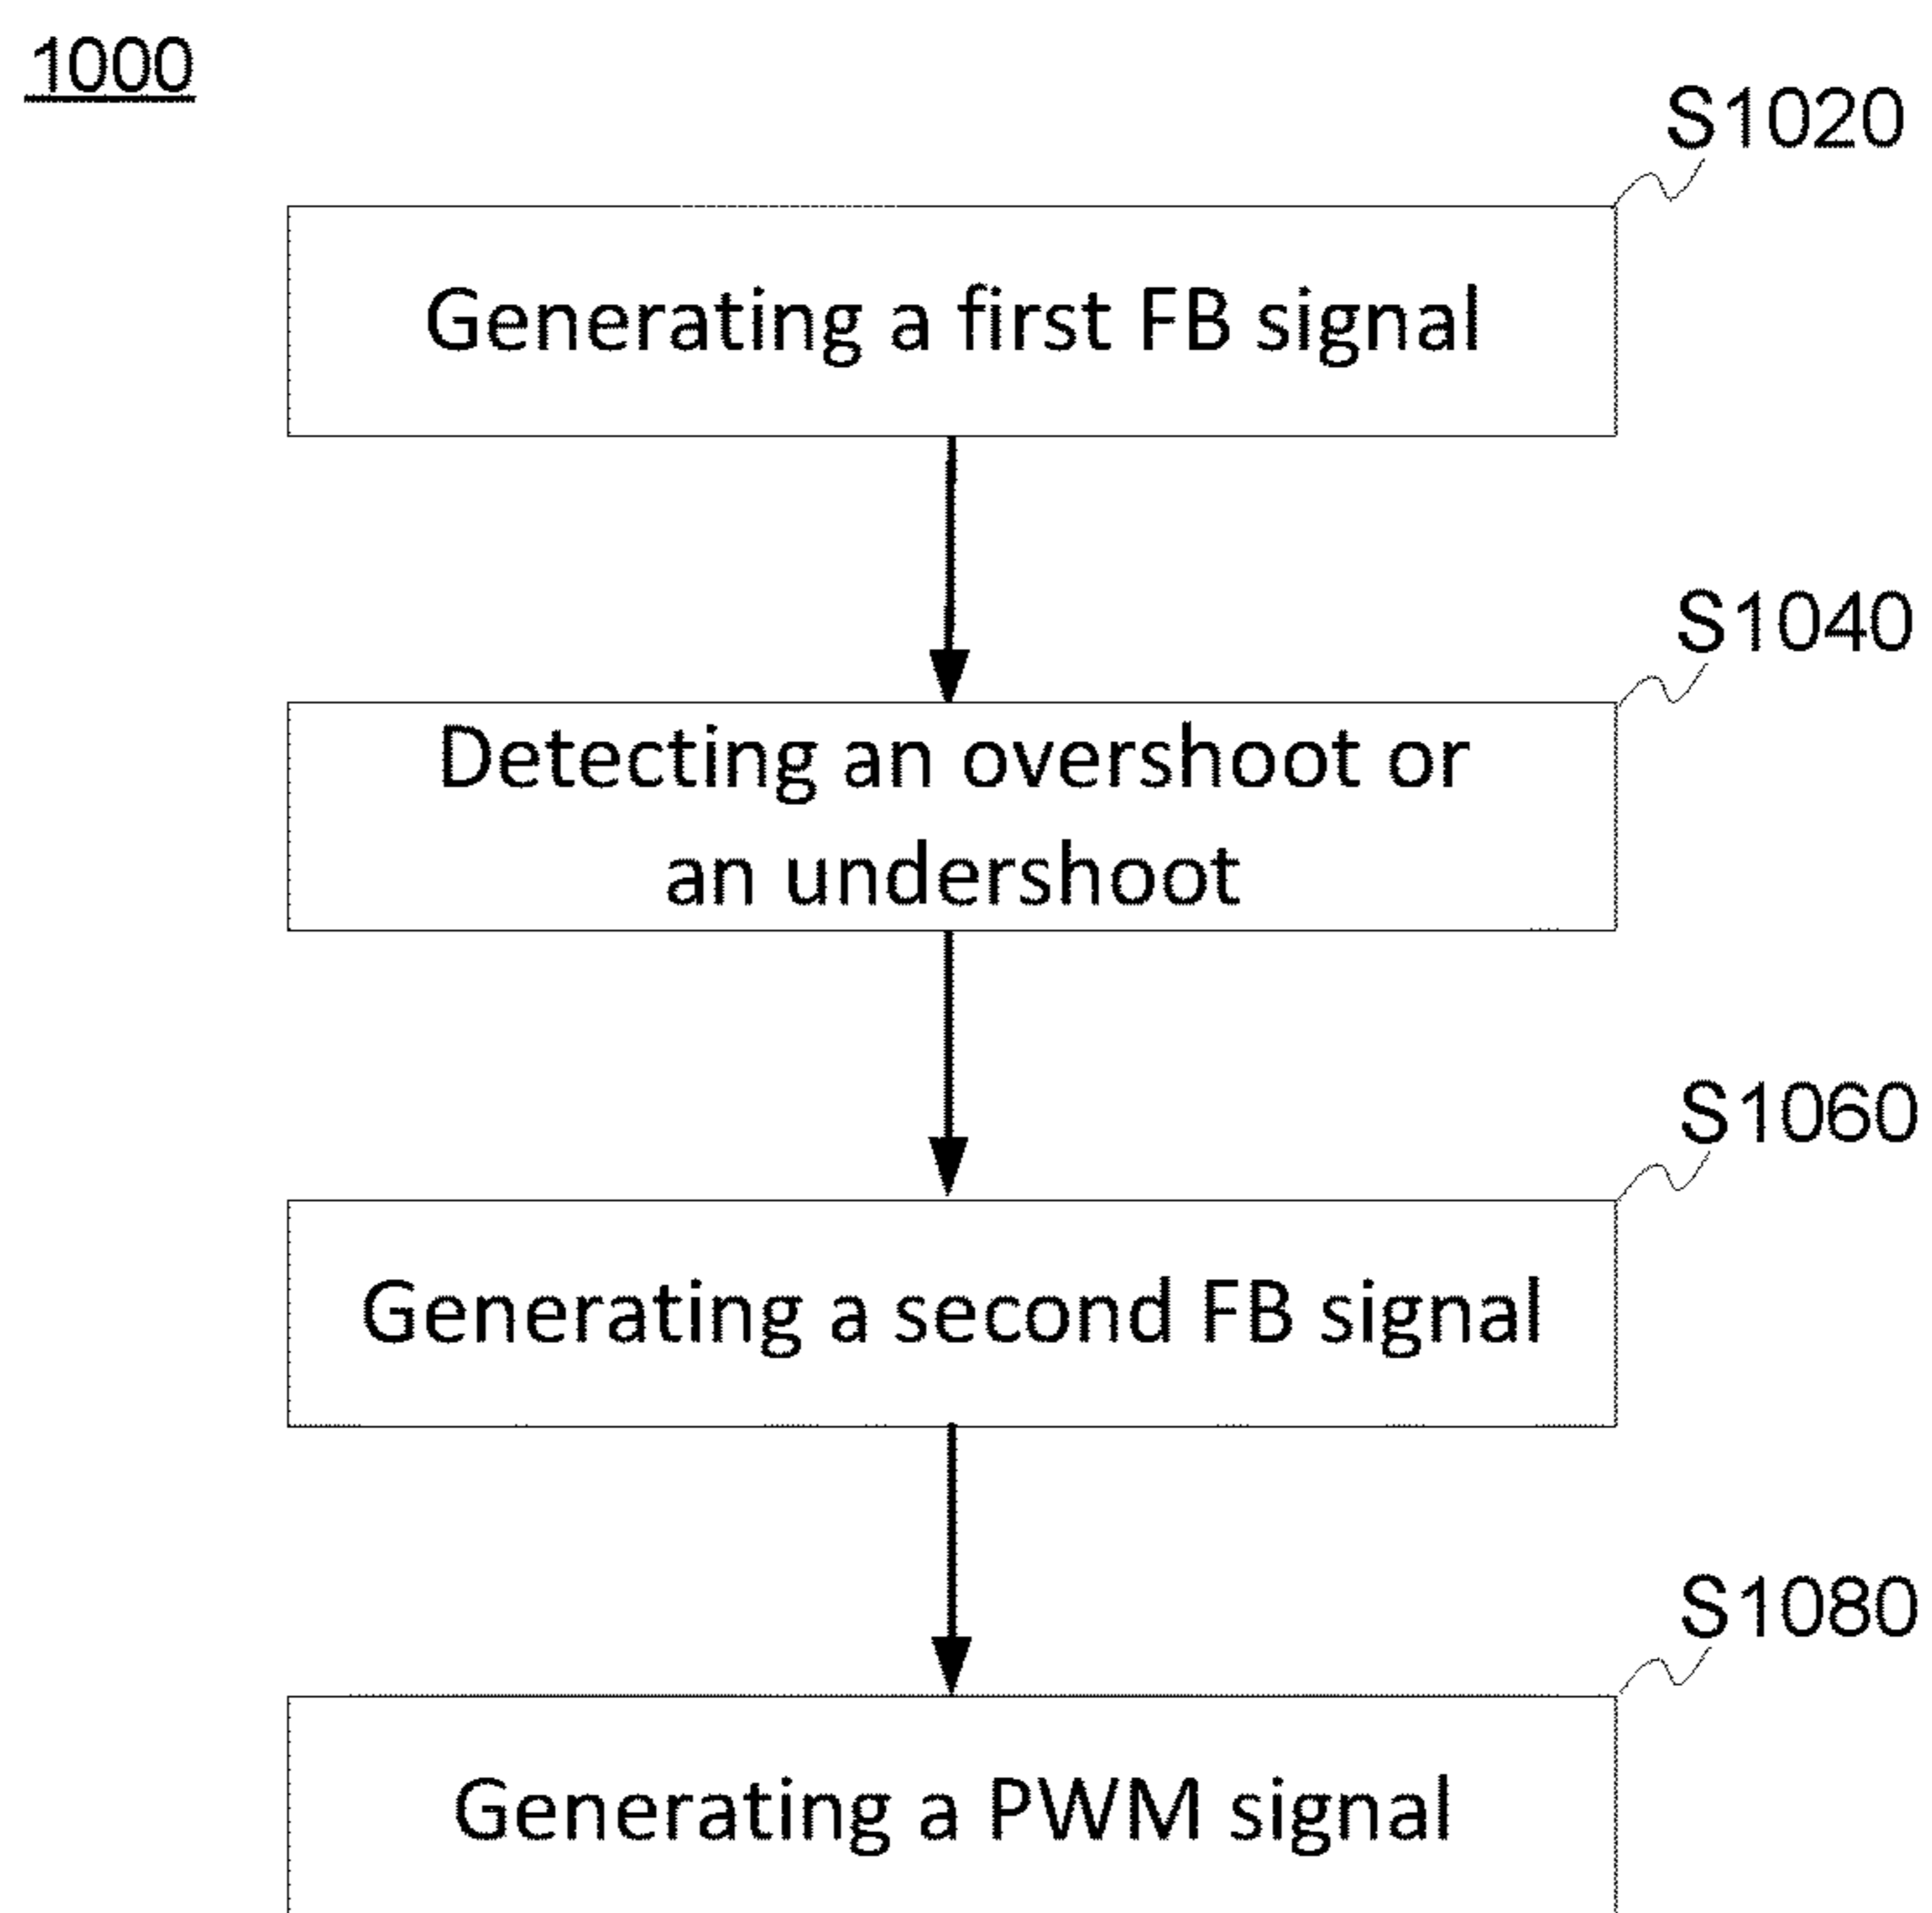 1000
S1020
Generating a first FB signal
S1040
Detecting an overshoot or
an undershoot
S1060
Generating a second FB signal
S1080
Generating a PWM signal